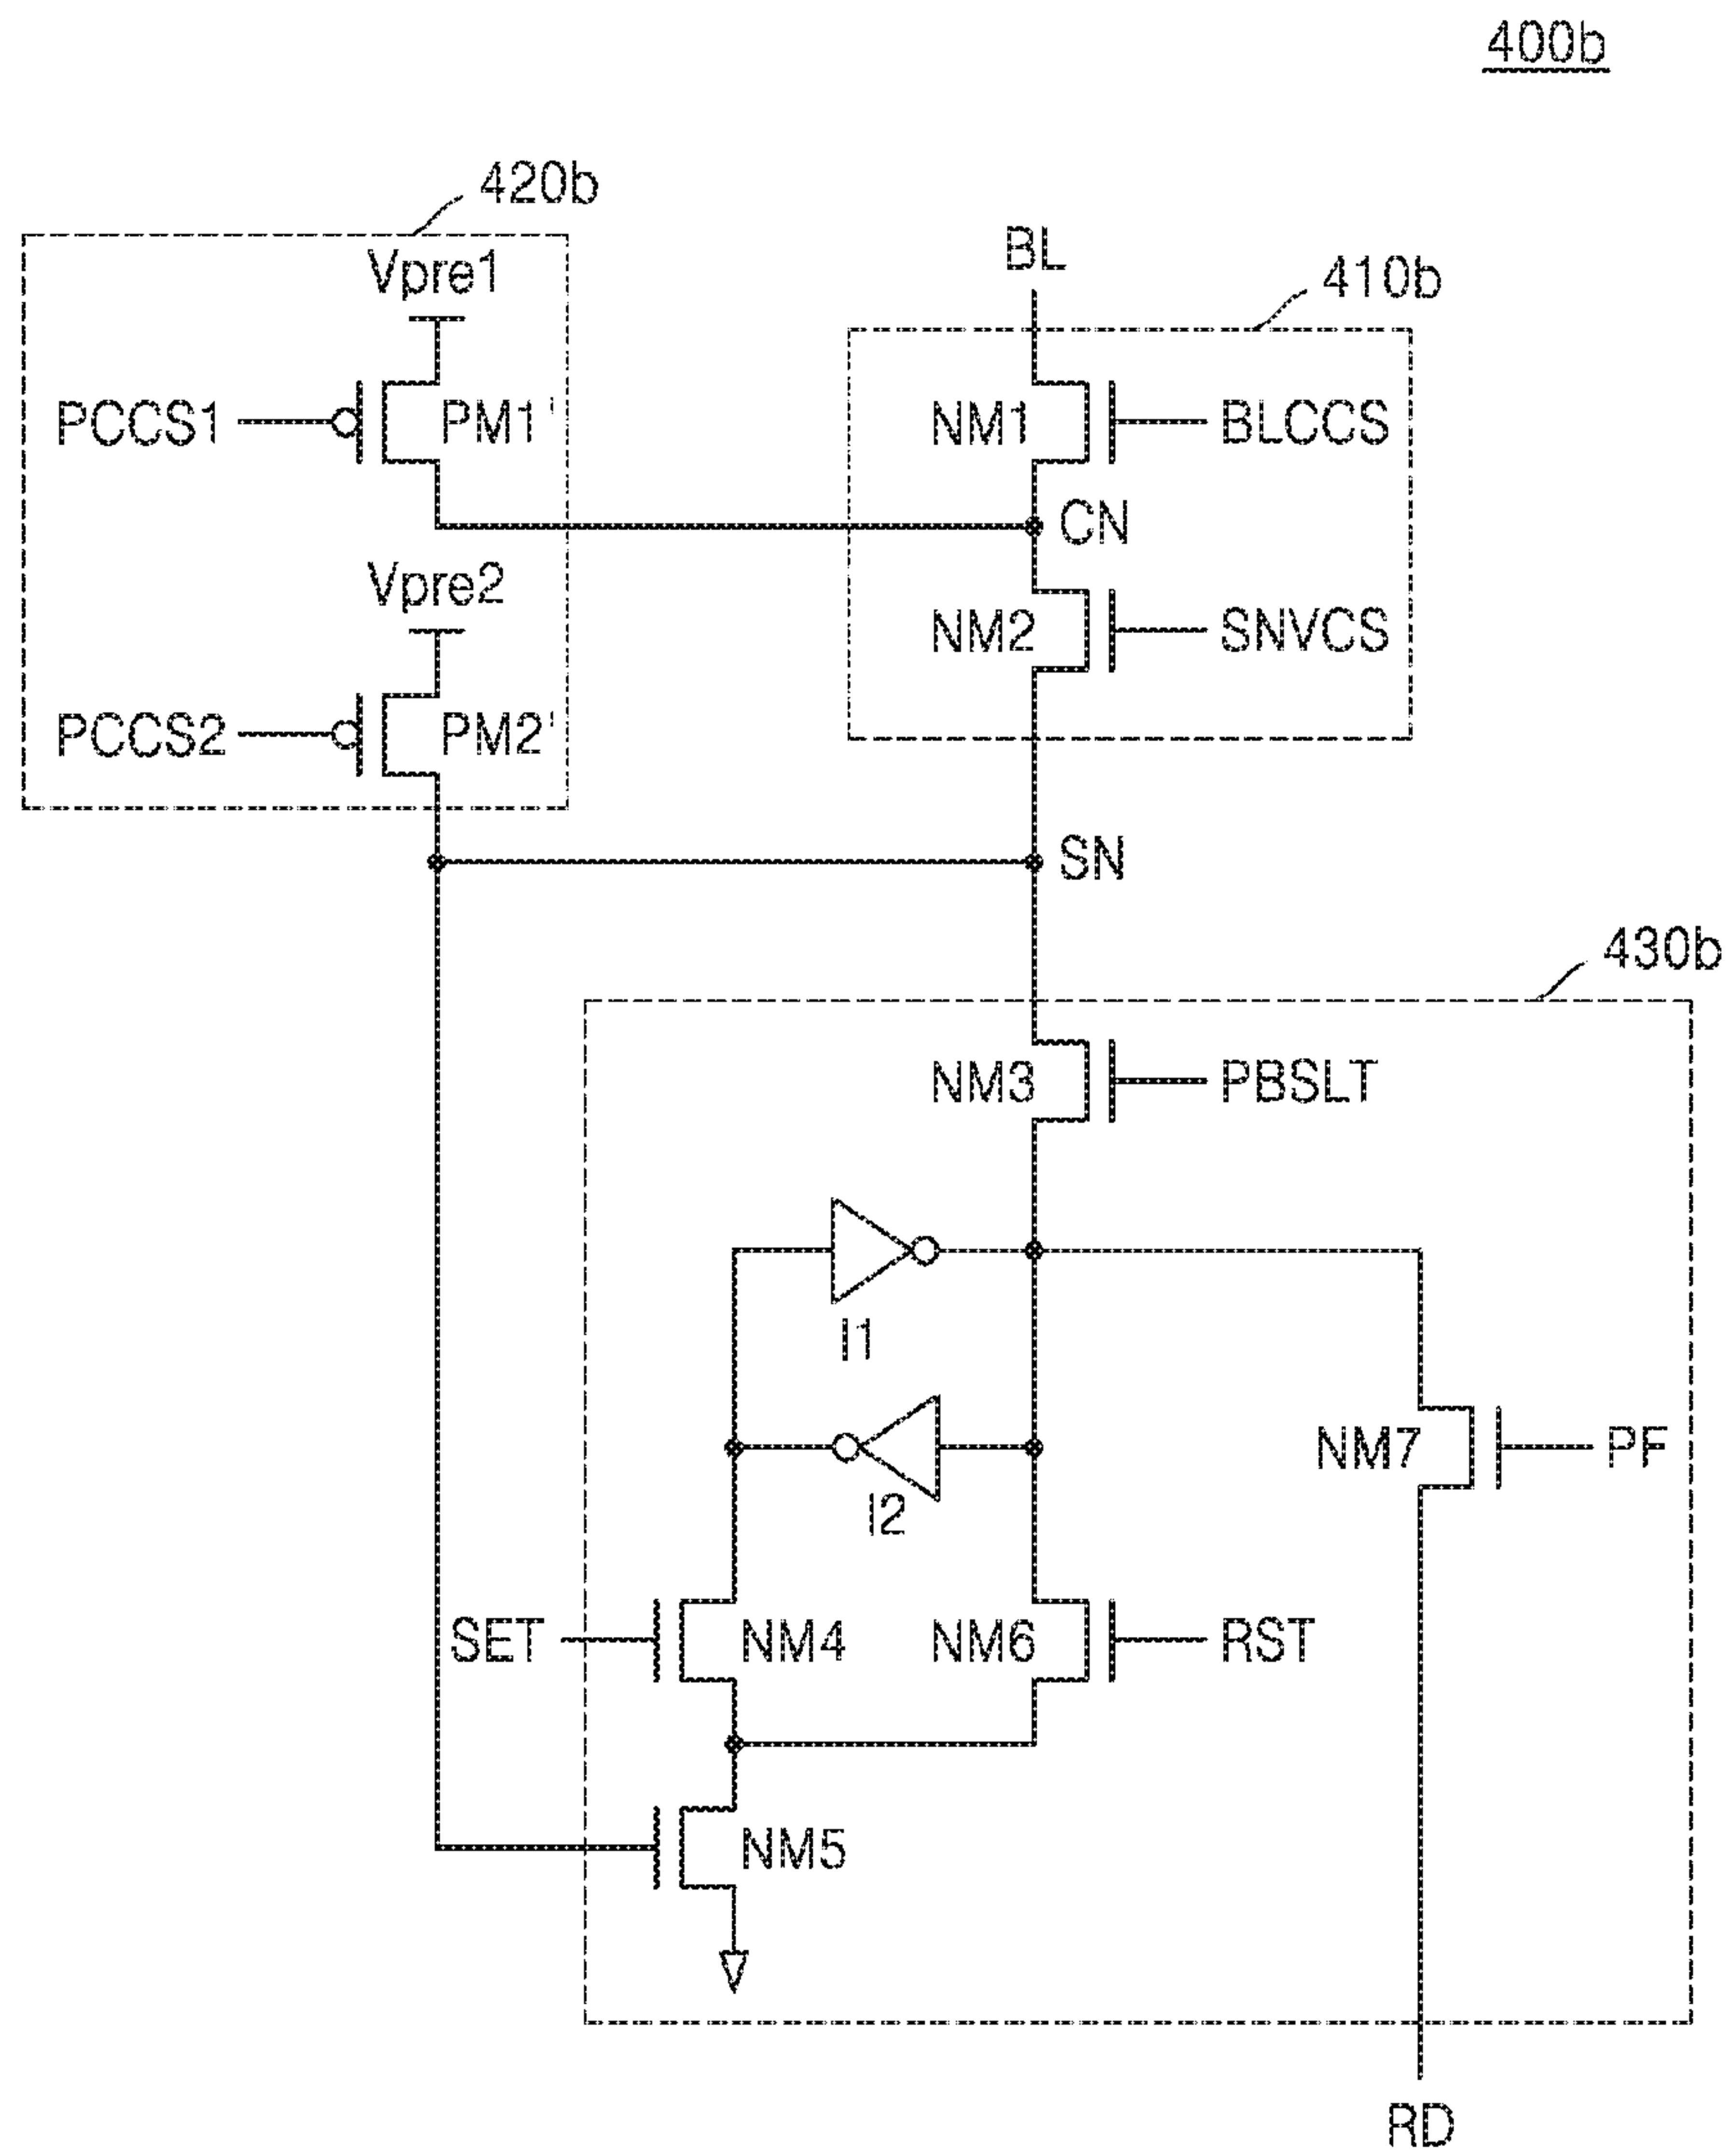 400b
420b
Vpre1
BL
410b
PCCS1
PM1'
NM1
BLCCS
CN
Vpre2
NM2
SNVCS
PCCS2
PM2'
SN
430b
NM3
PBSLT
I1
NM7
PF
I2
SET
NM4
NM6
RST
NM5
RD